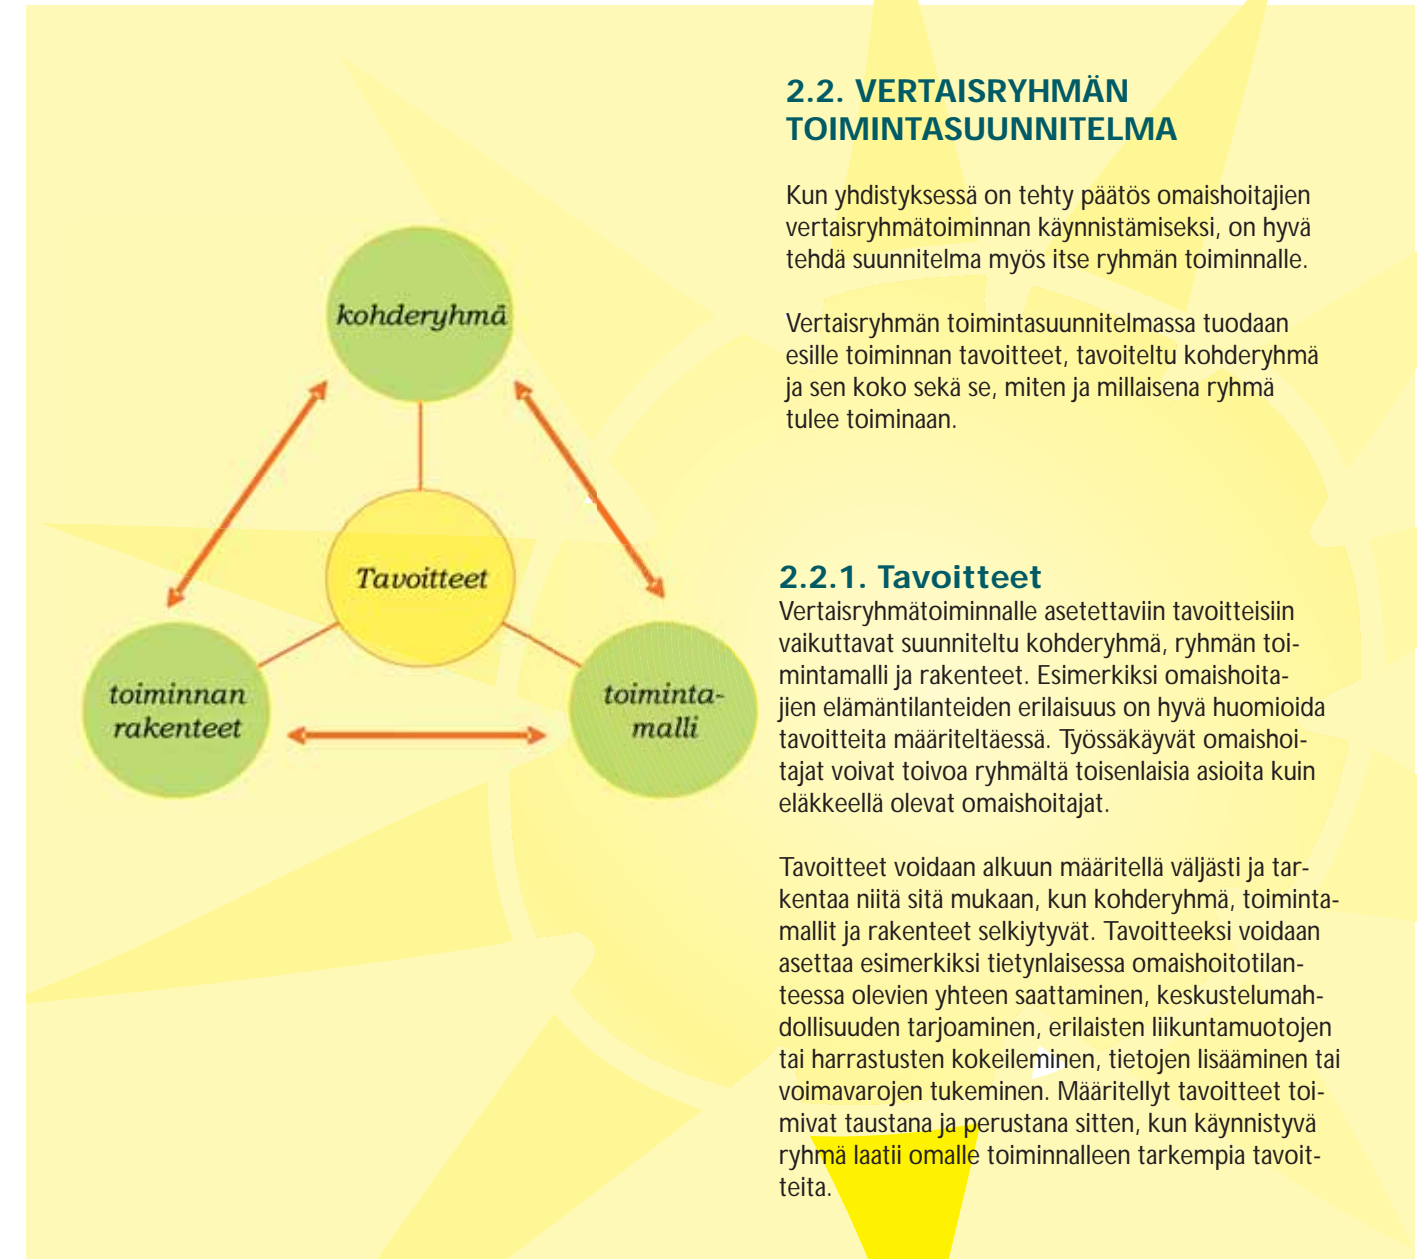 kohderyhmä
Tavoitteet
toiminnan
rakenteet
toiminta-
malli
2.2. VERTAISRYHMÄN
TOIMINTASUUNNITELMA
Kun yhdistyksessä on tehty päätös omaishoitajien
vertaisryhmätoiminnan käynnistämiseksi, on hyvä
tehdä suunnitelma myös itse ryhmän toiminnalle.
Vertaisryhmän toimintasuunnitelmassa tuodaan
esille toiminnan tavoitteet, tavoiteltu kohderyhmä
ja sen koko sekä se, miten ja millaisena ryhmä
tulee toiminaan.
2.2.1. Tavoitteet
Vertaisryhmätoiminnalle asetettaviin tavoitteisiin
vaikuttavat suunniteltu kohderyhmä, ryhmän toi-
mintamalli ja rakenteet. Esimerkiksi omaishoita-
jien elämäntilanteiden erilaisuus on hyvä huomioida
tavoitteita määriteltäessä. Työssäkäyvät omaishoi-
tajat voivat toivoa ryhmältä toisenlaisia asioita kuin
eläkkeellä olevat omaishoitajat.
Tavoitteet voidaan alkuun määritellä väljästi ja tar-
kentaa niitä sitä mukaan, kun kohderyhmä, toiminta-
mallit ja rakenteet selkiytyvät. Tavoitteeksi voidaan
asettaa esimerkiksi tietynlaisessa omaishoitotilan-
teessa olevien yhteen saattaminen, keskustelumah-
dollisuuden tarjoaminen, erilaisten liikuntamuotojen
tai harrastusten kokeileminen, tietojen lisääminen tai
voimavarojen tukeminen. Määritellyt tavoitteet toi-
mivat taustana ja perustana sitten, kun käynnistyvä
ryhmä laatii omalle toiminnalleen tarkempia tavoit-
teita.